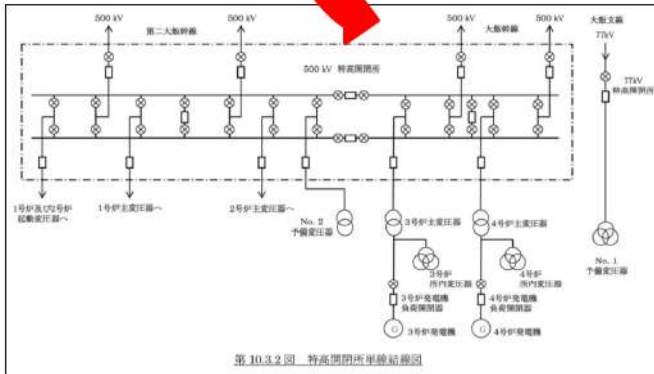 500 kV
500 kV
500 kV
500 kV
大飯支線
第二大飯幹線
大飯幹線
77kV
500 kV 特高開閉所
77kV
特高開閉所
1号炉及び2号炉
起動変圧器へ
1号炉主変圧器へ
2号炉主変圧器へ
No. 2
予備変圧器
3号炉主変圧器
4号炉主変圧器
No. 1
予備変圧器
3号炉
所内変圧器
4号炉
所内変圧器
3号炉発電機
負荷開閉器
4号炉発電機
負荷開閉器
G
3号炉発電機
G
4号炉発電機
第 10.3.2 図 特高開閉所単線結線図